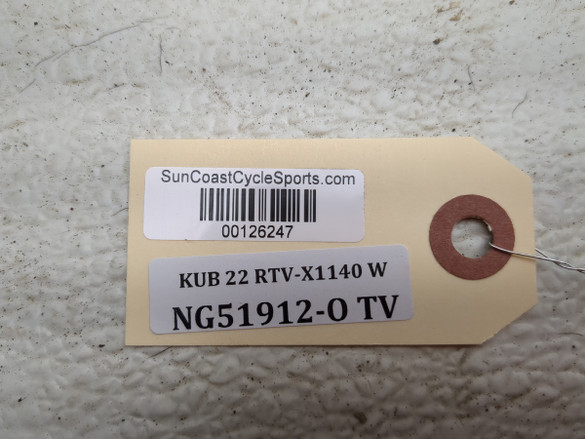 SunCoastCycleSports.com
00126247
KUB 22 RTV-X1140 W
NG51912-O TV